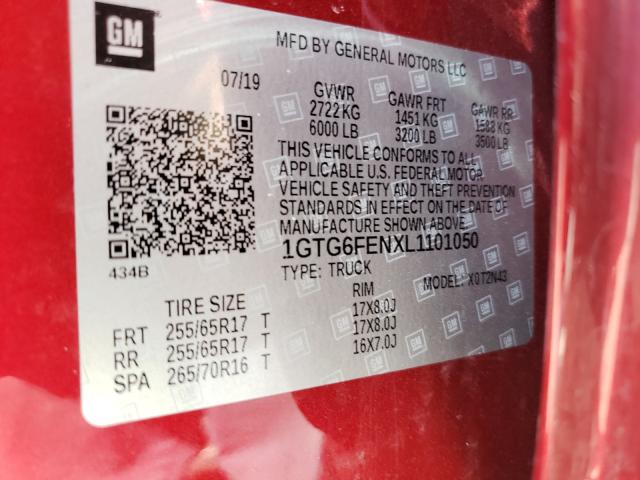 GM
MFD BY GENERAL MOTORS LLC
07/19
GVWR GAWR FRT GAWR RR
2722 KG 1451 KG 1588 KG
6000 LB 3200 LB 3500 LB
THIS VEHICLE CONFORMS TO ALL
APPLICABLE U.S. FEDERAL MOTOR
VEHICLE SAFETY AND THEFT PREVENTION
STANDARDS IN EFFECT ON THE DATE OF
MANUFACTURE SHOWN ABOVE.
1GTG6FENXL1101050
434B
TYPE: TRUCK MODEL: X0T2N43
TIRE SIZE RIM
FRT 255/65R17 T 17X8.0J
RR 255/65R17 T 17X8.0J
SPA 265/70R16 T 16X7.0J